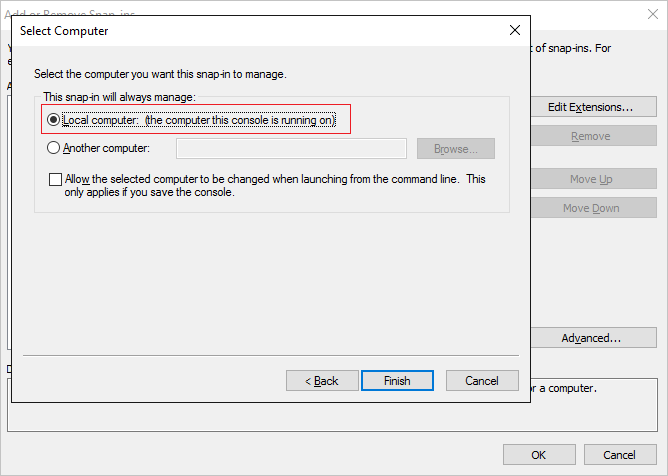 Add or Remove Snap-ins
Select Computer
of snap-ins. For
Select the computer you want this snap-in to manage.
This snap-in will always manage:
Local computer: (the computer this console is running on)
Another computer:
Browse...
Allow the selected computer to be changed when launching from the command line. This
only applies if you save the console.
Edit Extensions...
Remove
Move Up
Move Down
Advanced...
< Back
Finish
Cancel
a computer.
OK
Cancel